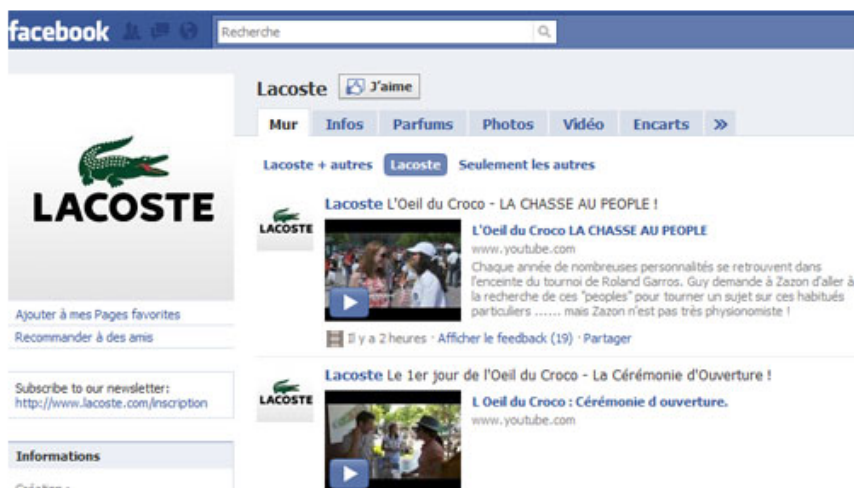 facebook
Recherche
Lacoste J'aime
Mur Infos Parfums Photos Vidéo Encarts »
Lacoste + autres Lacoste Seulement les autres
LACOSTE
Ajouter à mes Pages favorites
Recommander à des amis
Subscribe to our newsletter:
http://www.lacoste.com/inscription
Informations
Création :
LACOSTE
Lacoste L'Oeil du Croco - LA CHASSE AU PEOPLE !
L'Oeil du Croco LA CHASSE AU PEOPLE
www.youtube.com
Chaque année de nombreuses personnalités se retrouvent dans
l'enceinte du tournoi de Roland Garros. Guy demande à Zazon d'aller à
la recherche de ces "peoples" pour tourner un sujet sur ces habitués
particuliers ...... mais Zazon n'est pas très physionomiste !
Il y a 2 heures · Afficher le feedback (19) · Partager
LACOSTE
Lacoste Le 1er jour de l'Oeil du Croco - La Cérémonie d'Ouverture !
L Oeil du Croco : Cérémonie d ouverture.
www.youtube.com